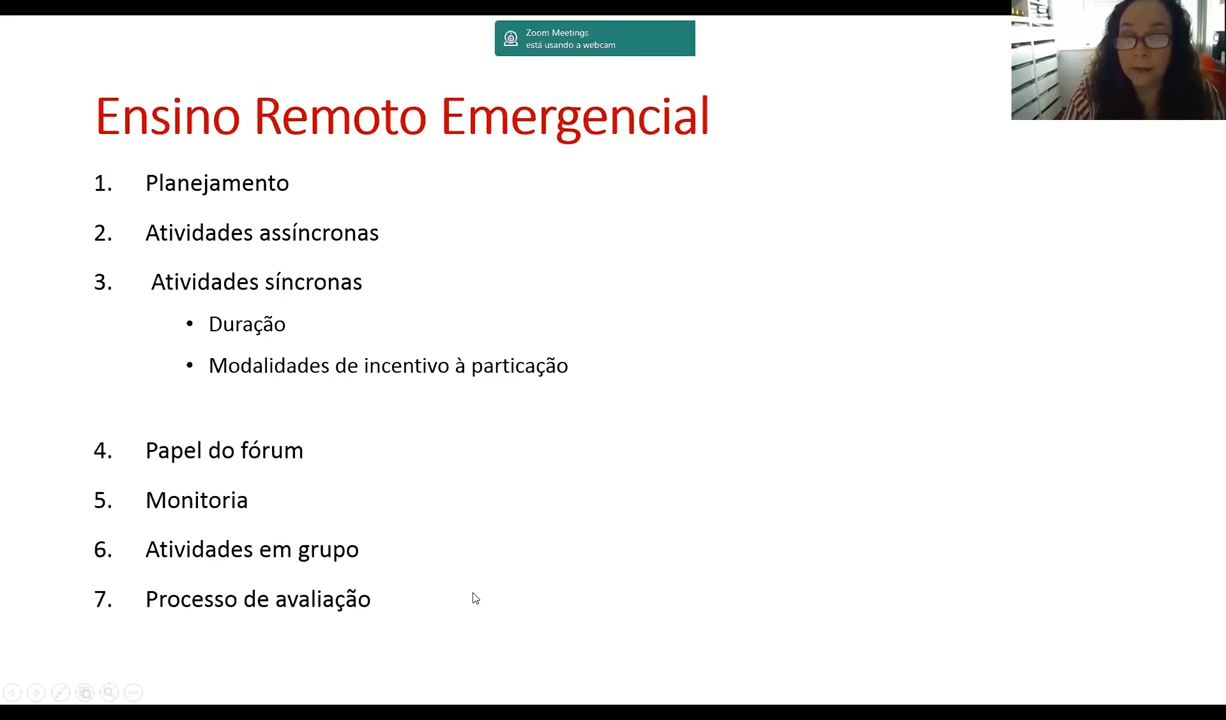 Zoom Meetings
está usando a webcam
Ensino Remoto Emergencial
1. Planejamento
2. Atividades assíncronas
3. Atividades síncronas
• Duração
• Modalidades de incentivo à particação
4. Papel do fórum
5. Monitoria
6. Atividades em grupo
7. Processo de avaliação